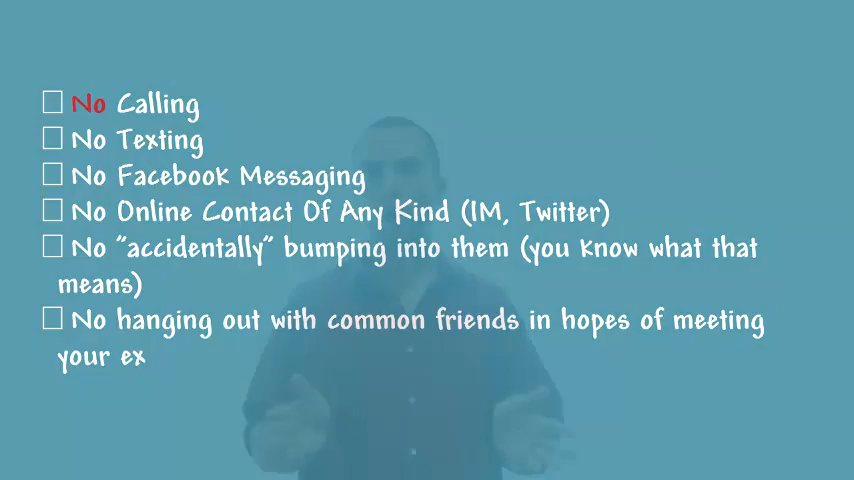 ☐ No Calling
☐ No Texting
☐ No Facebook Messaging
☐ No Online Contact Of Any Kind (IM, Twitter)
☐ No "accidentally" bumping into them (you know what that
means)
☐ No hanging out with common friends in hopes of meeting
your ex